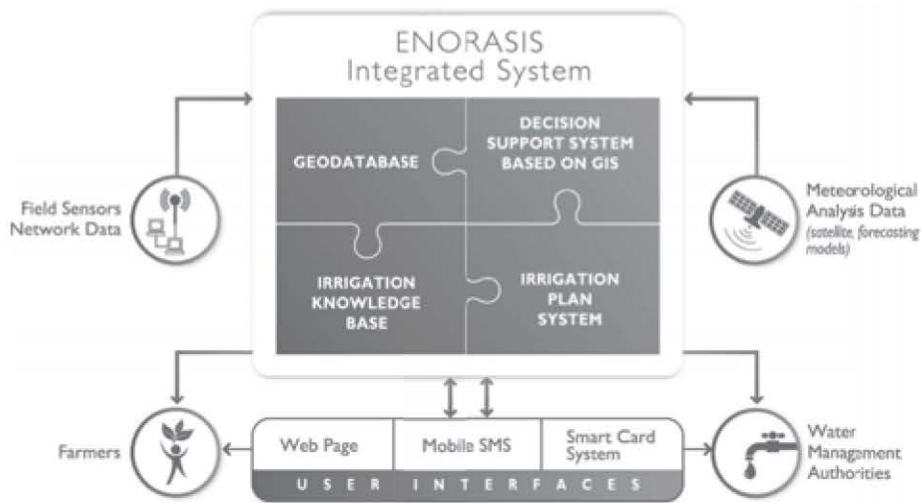 ENORASIS
Integrated System
GEODATABASE
DECISION
SUPPORT SYSTEM
BASED ON GIS
IRRIGATION
KNOWLEDGE
BASE
IRRIGATION
PLAN
SYSTEM
Field Sensors
Network Data
Meteorological
Analysis Data
(satellite, forecasting
models)
Farmers
Web Page
Mobile SMS
Smart Card
System
USER INTERFACES
Water
Management
Authorities